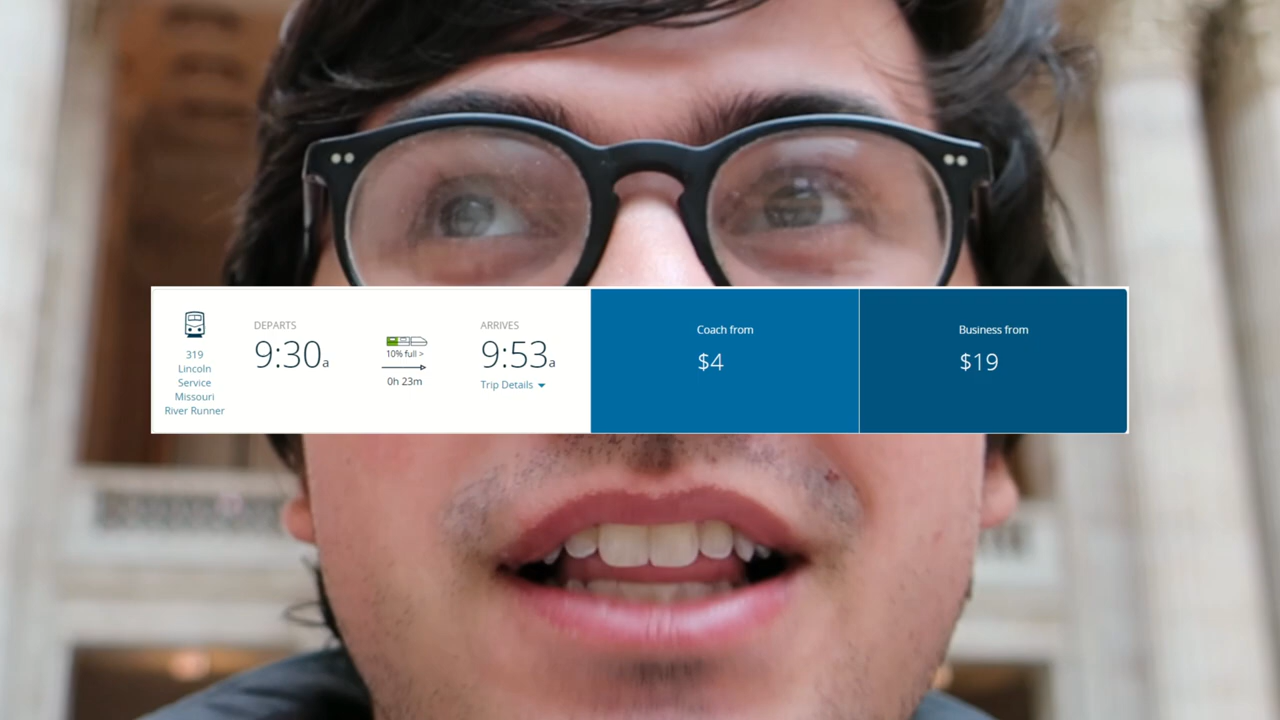 319
Lincoln
Service
Missouri
River Runner
DEPARTS
9:30a
10% full >
0h 23m
ARRIVES
9:53a
Trip Details
Coach from
$4
Business from
$19